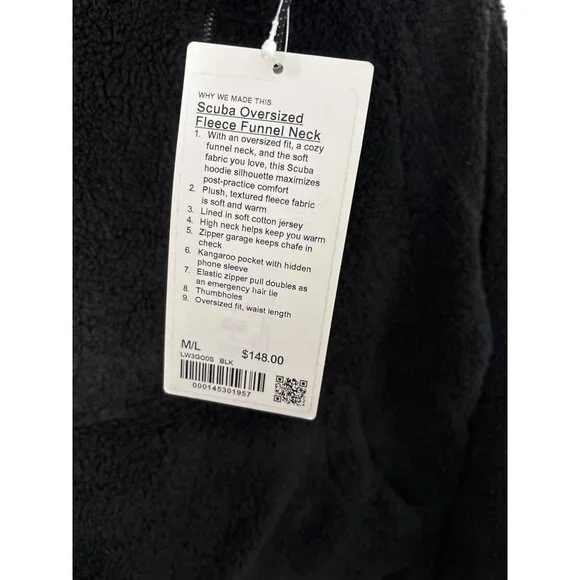 WHY WE MADE THIS
Scuba Oversized
Fleece Funnel Neck
1. With an oversized fit, a cozy
funnel neck, and the soft
fabric you love, this Scuba
hoodie silhouette maximizes
post-practice comfort
2. Plush, textured fleece fabric
is soft and warm
3. Lined in soft cotton jersey
4. High neck helps keep you warm
5. Zipper garage keeps chafe in
check
6. Kangaroo pocket with hidden
phone sleeve
7. Elastic zipper pull doubles as
an emergency hair tie
8. Thumbholes
9. Oversized fit, waist length
M/L $148.00
LW3GO0S BLK
000145301957